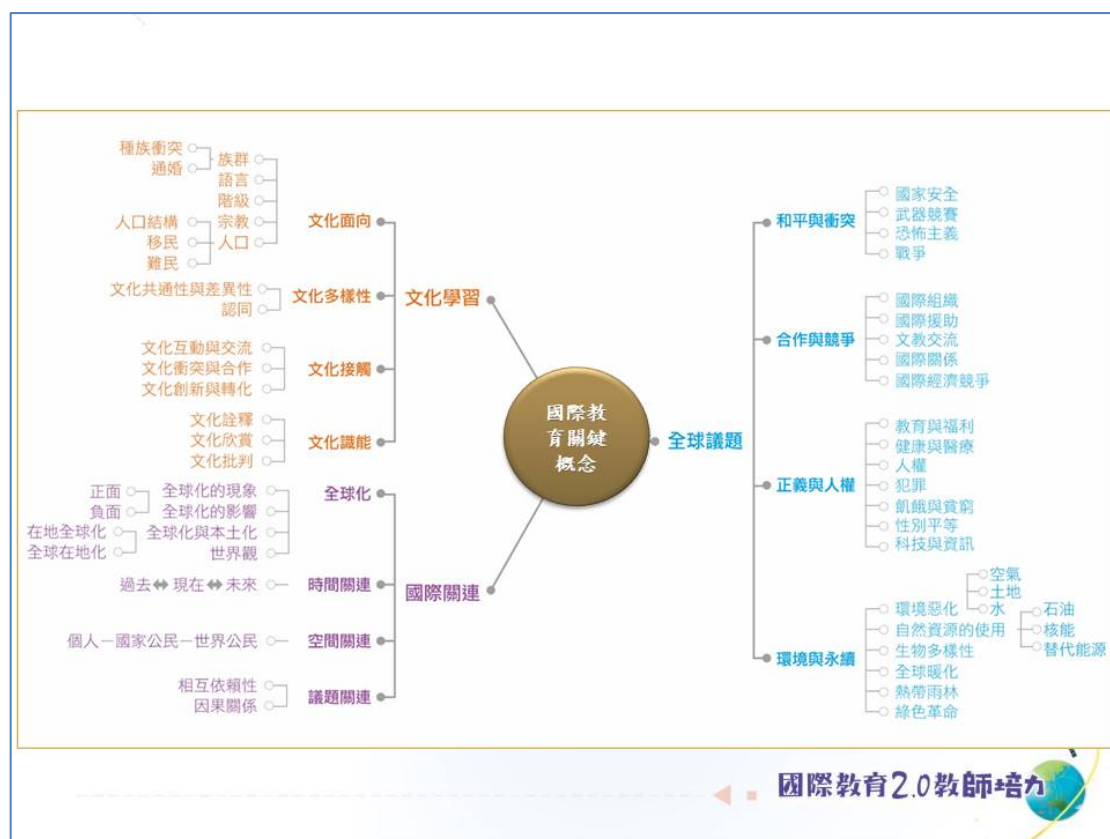 國際教
育關鍵
概念
文化學習
文化面向
族群
種族衝突
通婚
語言
階級
宗教
人口
人口結構
移民
難民
文化多樣性
文化共通性與差異性
認同
文化接觸
文化互動與交流
文化衝突與合作
文化創新與轉化
文化識能
文化詮釋
文化欣賞
文化批判
國際關連
全球化
全球化的現象
全球化的影響
正面
負面
全球化與本土化
在地全球化
全球在地化
世界觀
時間關連
過去⬌現在⬌未來
空間關連
個人－國家公民－世界公民
議題關連
相互依賴性
因果關係
全球議題
和平與衝突
國家安全
武器競賽
恐怖主義
戰爭
合作與競爭
國際組織
國際援助
文教交流
國際關係
國際經濟競爭
正義與人權
教育與福利
健康與醫療
人權
犯罪
飢餓與貧窮
性別平等
科技與資訊
環境與永續
環境惡化
空氣
土地
水
自然資源的使用
石油
核能
替代能源
生物多樣性
全球暖化
熱帶雨林
綠色革命
國際教育2.0教師培力